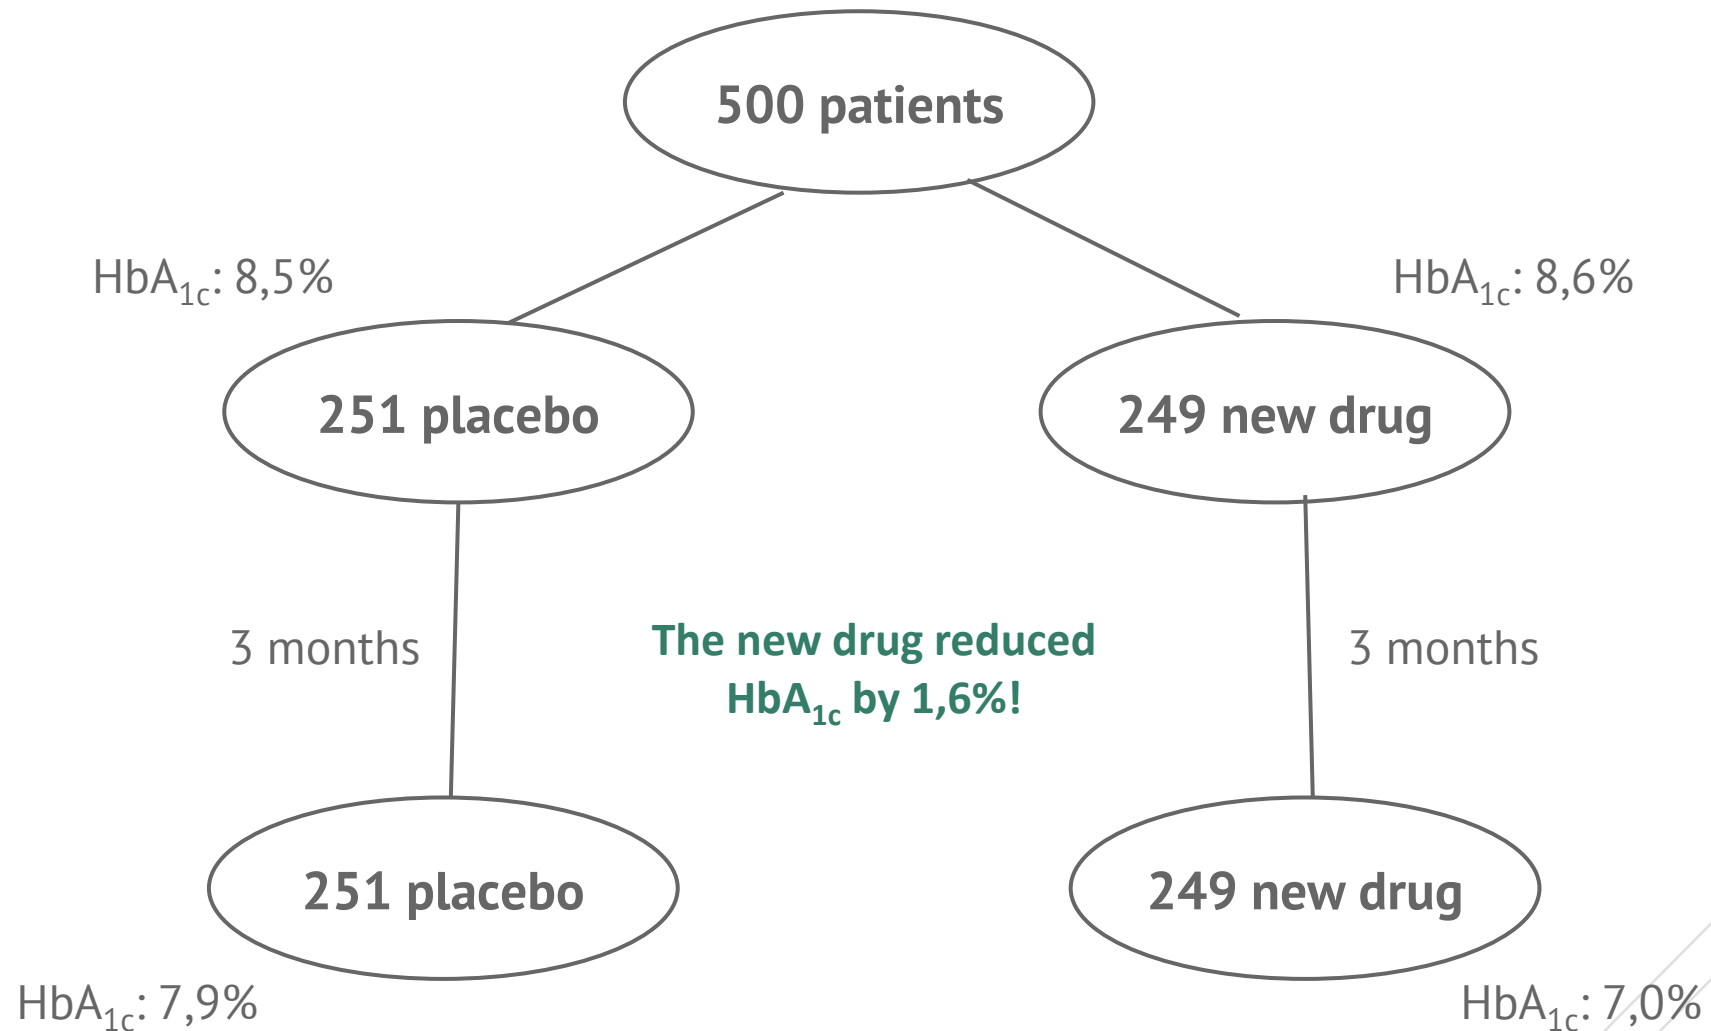 500 patients
HbA1c: 8,5%
HbA1c: 8,6%
251 placebo
249 new drug
3 months
The new drug reduced
HbA1c by 1,6%!
3 months
251 placebo
249 new drug
HbA1c: 7,9%
HbA1c: 7,0%